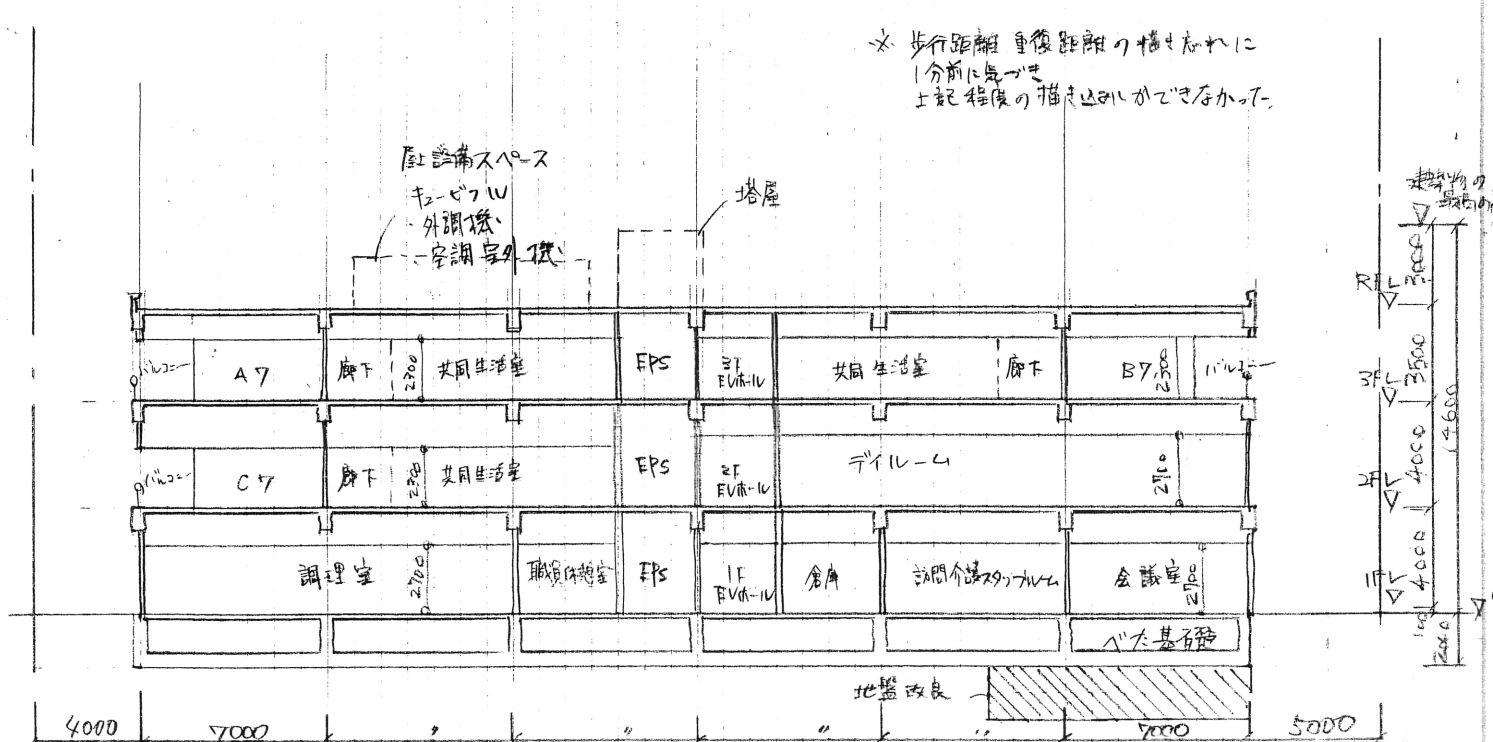 ※ 歩行距離 重複距離の描き忘れに
1分前に気づき
上記程度の描き込みができなかった。
屋上設備スペース
キュービクル
・外調機
・空調室外機
塔屋
建築物の
最高の
RFL
3FL
2FL
1FL
3000
3500
4000
4000
100
14600
2000
バルコニー
A7
廊下
2700
共同生活室
EPS
3F
EVホール
共同生活室
廊下
B7
2500
バルコニー
バルコニー
C7
廊下
2700
共同生活室
EPS
2F
EVホール
デイルーム
2700
調理室
2700
職員休憩室
EPS
1F
EVホール
倉庫
訪問介護スタッフルーム
会議室
2700
べた基礎
地盤改良
4000
7000
〃
〃
〃
〃
7000
5000